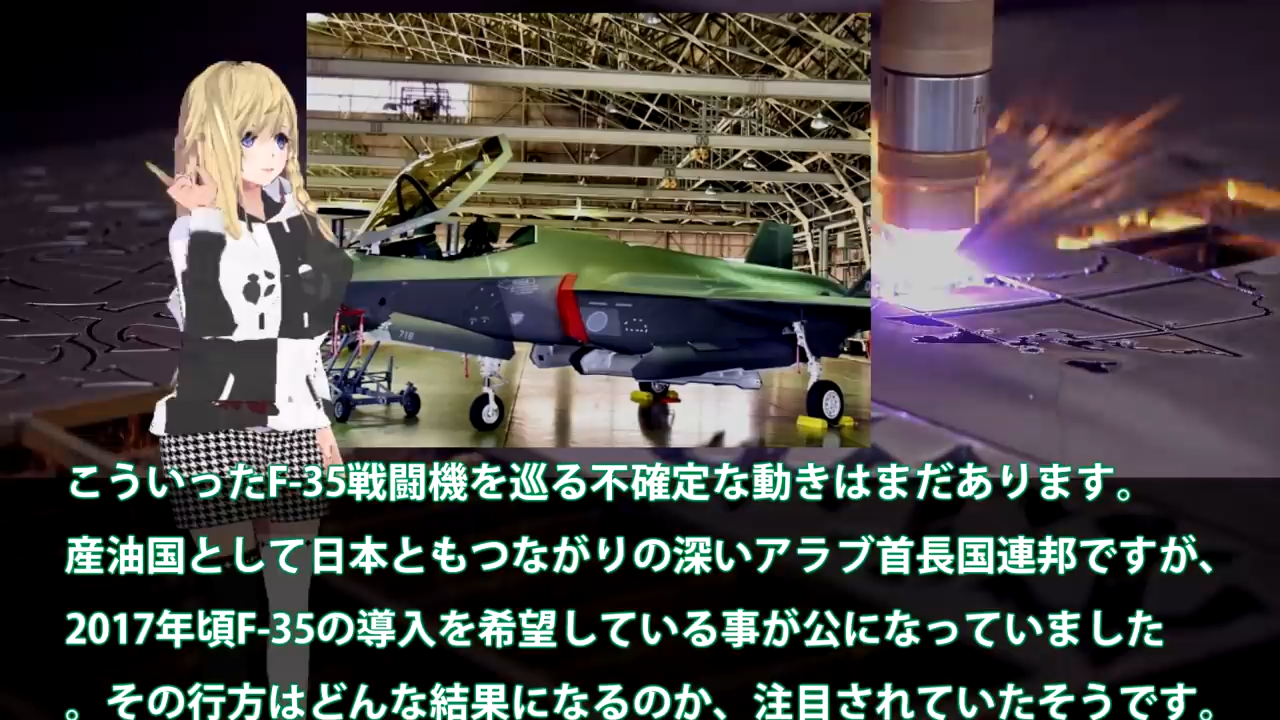 718
こういったF-35戦闘機を巡る不確定な動きはまだあります。
産油国として日本ともつながりの深いアラブ首長国連邦ですが、
2017年頃F-35の導入を希望している事が公になっていました
。その行方はどんな結果になるのか、注目されていたそうです。